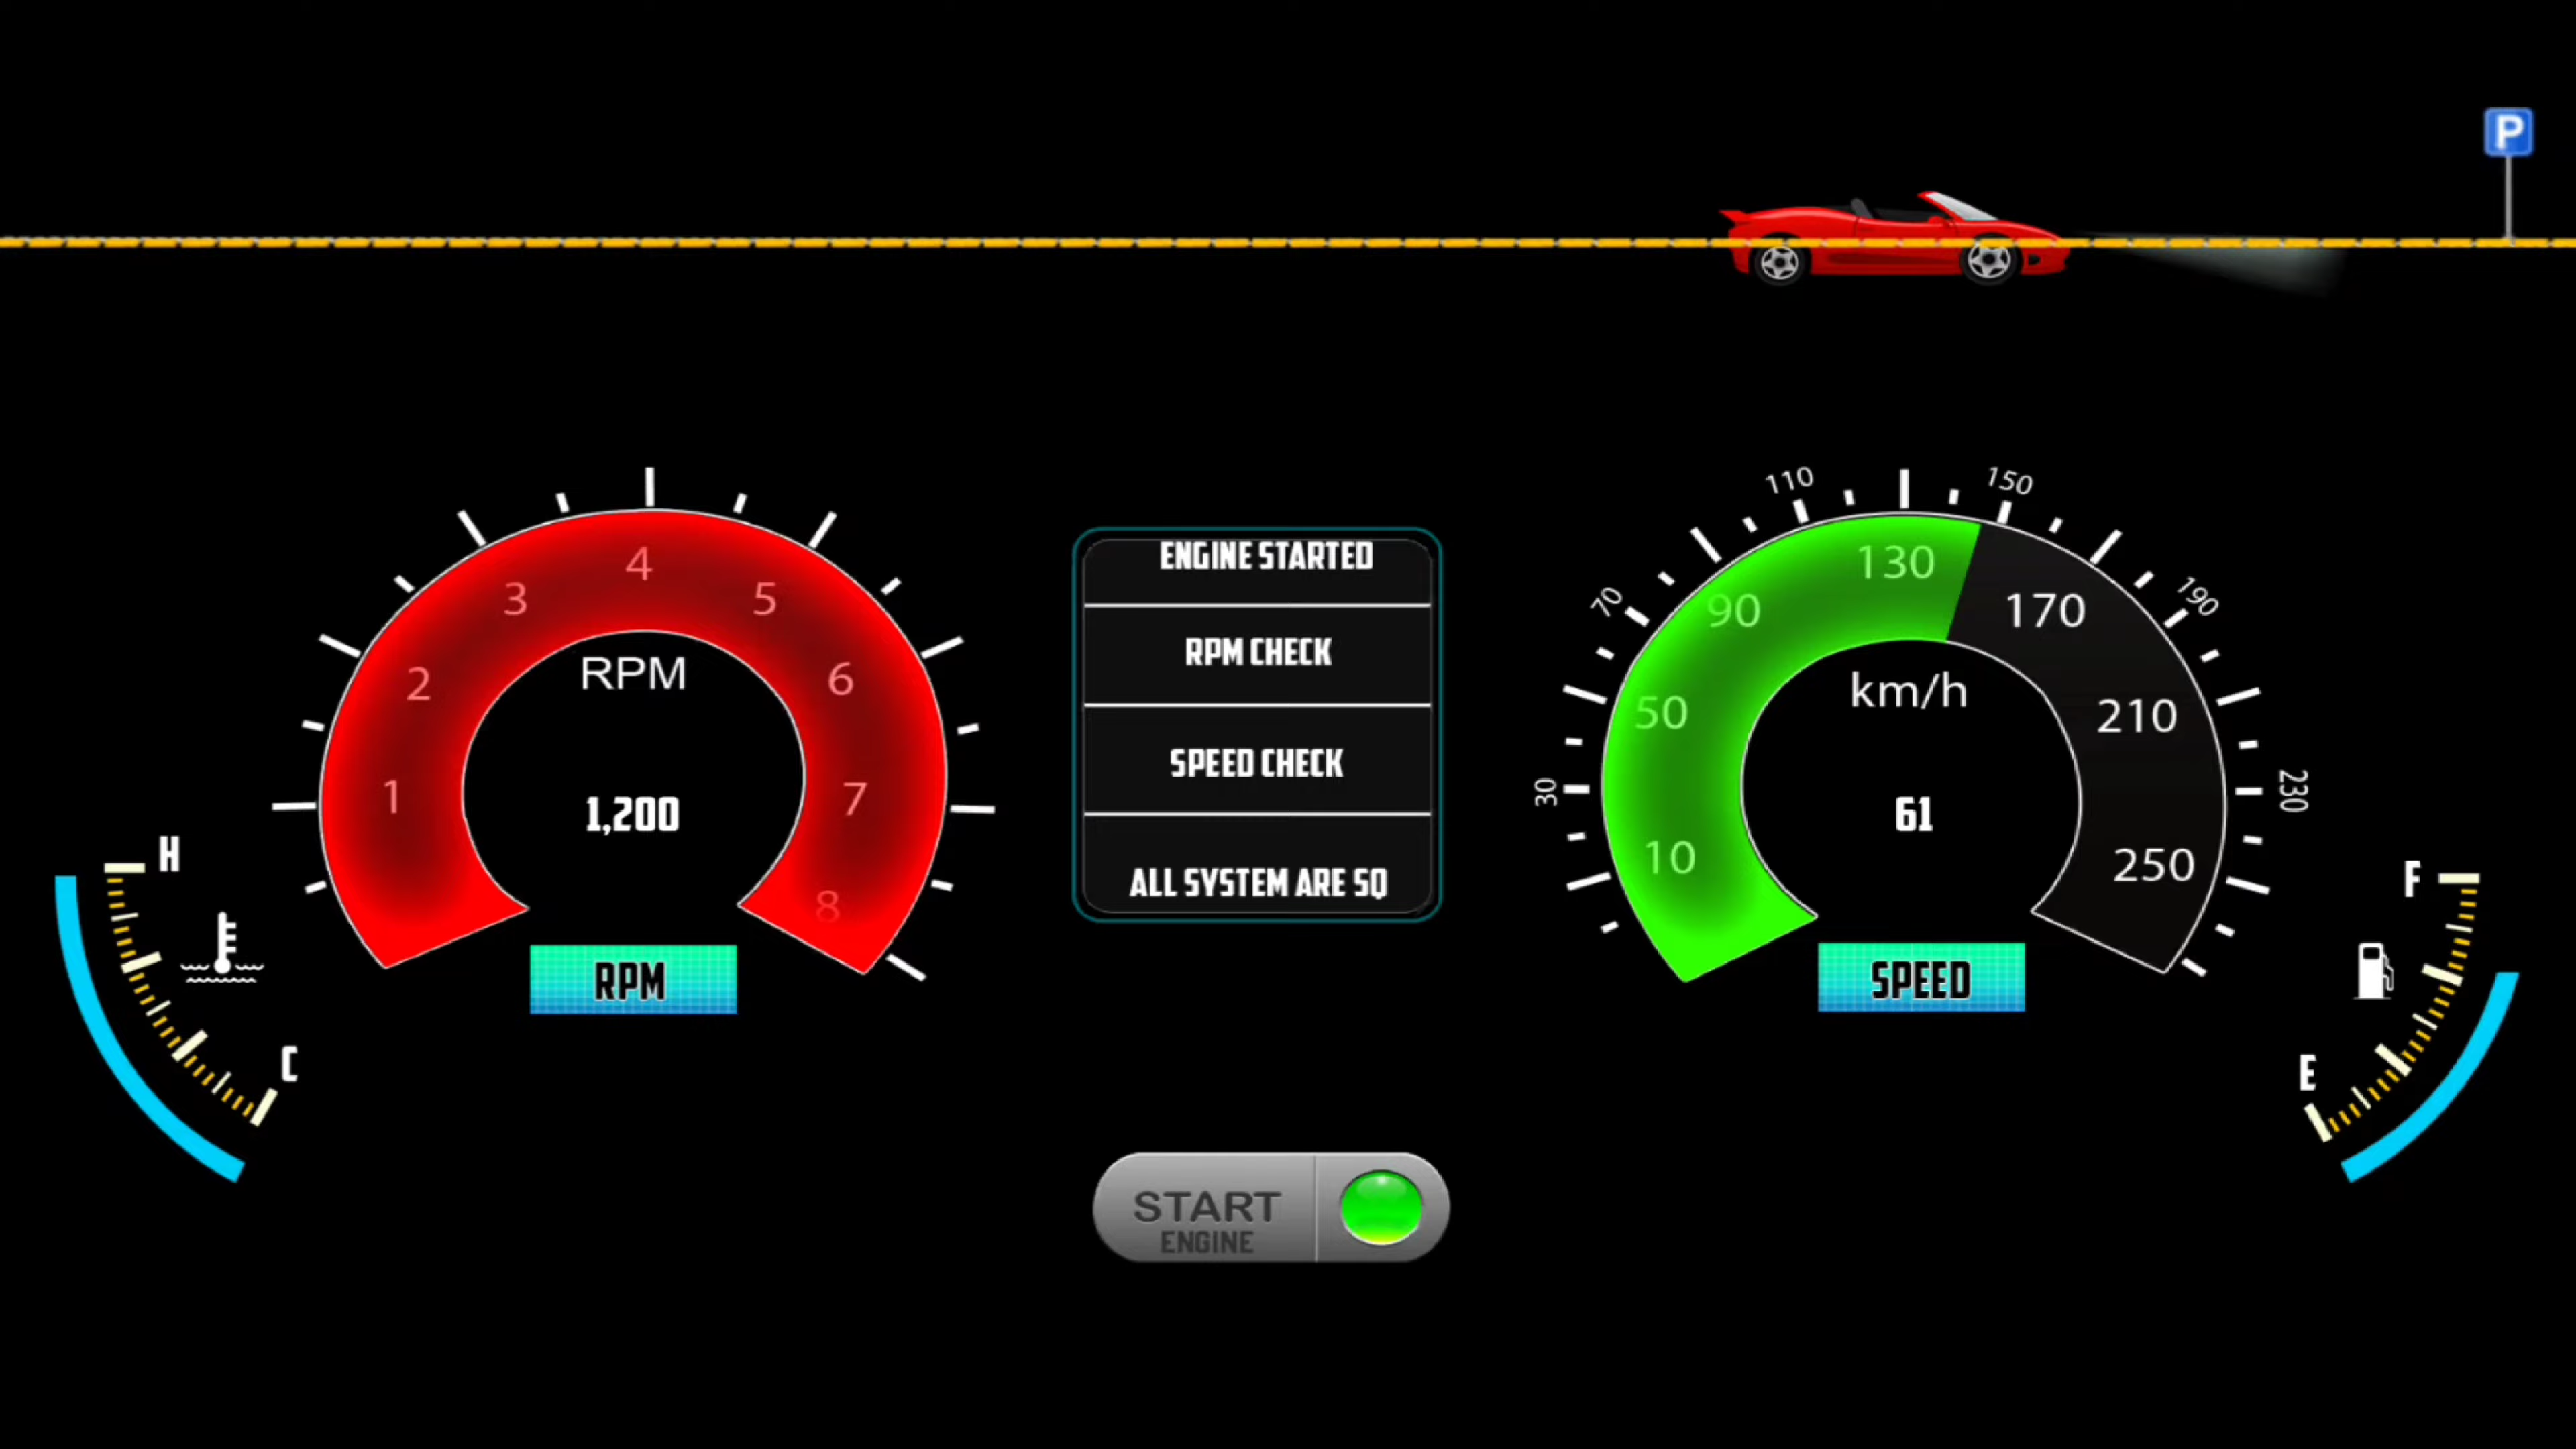 P
110
150
70
190
130
90
170
50
210
30
230
10
250
km/h
61
SPEED
4
3
5
2
6
1
7
8
RPM
1,200
RPM
ENGINE STARTED
RPM CHECK
SPEED CHECK
ALL SYSTEM ARE SQ
H
C
F
E
START
ENGINE